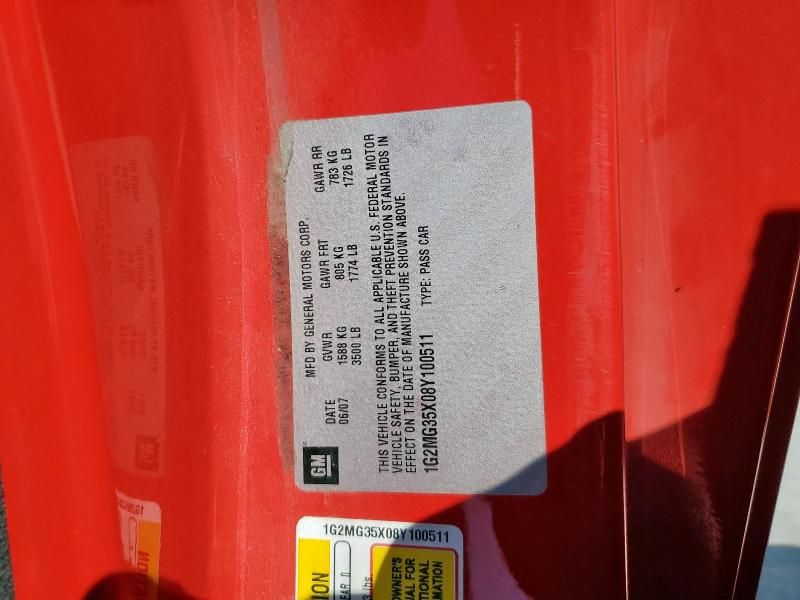 GM
MFD BY GENERAL MOTORS CORP.
DATE GVWR GAWR FRT GAWR RR
06/07 1588 KG 805 KG 783 KG
3500 LB 1774 LB 1726 LB
THIS VEHICLE CONFORMS TO ALL APPLICABLE U.S. FEDERAL MOTOR
VEHICLE SAFETY, BUMPER, AND THEFT PREVENTION STANDARDS IN
EFFECT ON THE DATE OF MANUFACTURE SHOWN ABOVE.
1G2MG35X08Y100511 TYPE: PASS CAR
1G2MG35X08Y100511